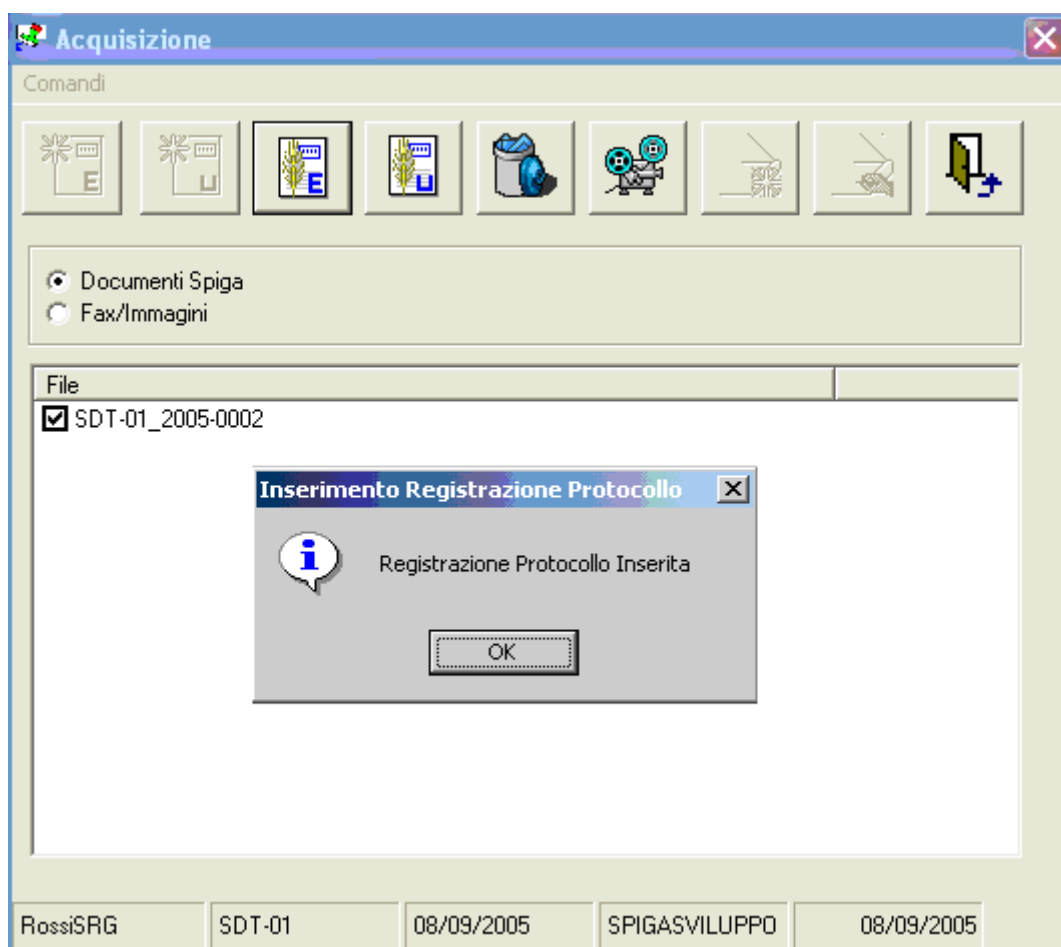 Acquisizione
Comandi
E U E U
Documenti Spiga
Fax/Immagini
File
SDT-01_2005-0002
Inserimento Registrazione Protocollo
Registrazione Protocollo Inserita
OK
RossiSRG SDT-01 08/09/2005 SPIGASVILUPPO 08/09/2005